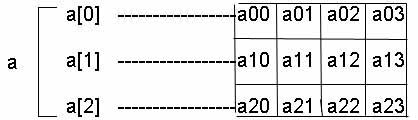 a[0] a00 a01 a02 a03
a a[1] a10 a11 a12 a13
a[2] a20 a21 a22 a23